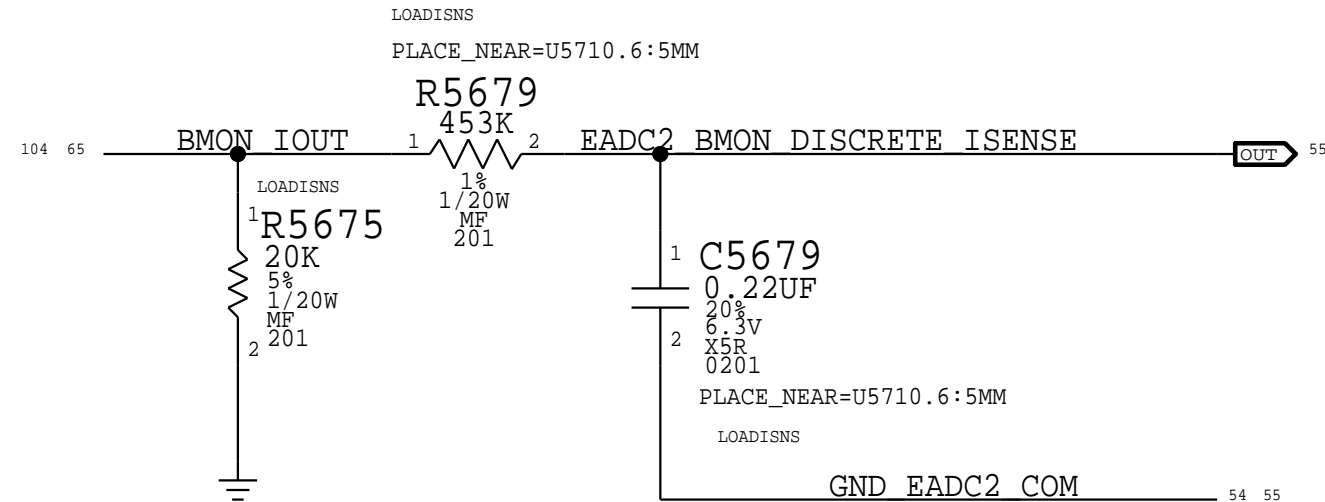 LOADISNS
PLACE_NEAR=U5710.6:5MM
R5679
453K
104 65
BMON_IOUT
1
2
EADC2_BMON_DISCRETE_ISENSE
OUT
55
1%
1/20W
MF
201
LOADISNS
1
R5675
20K
5%
1/20W
MF
201
2
1
C5679
0.22UF
20%
6.3V
2
X5R
0201
PLACE_NEAR=U5710.6:5MM
LOADISNS
GND_EADC2_COM
54 55